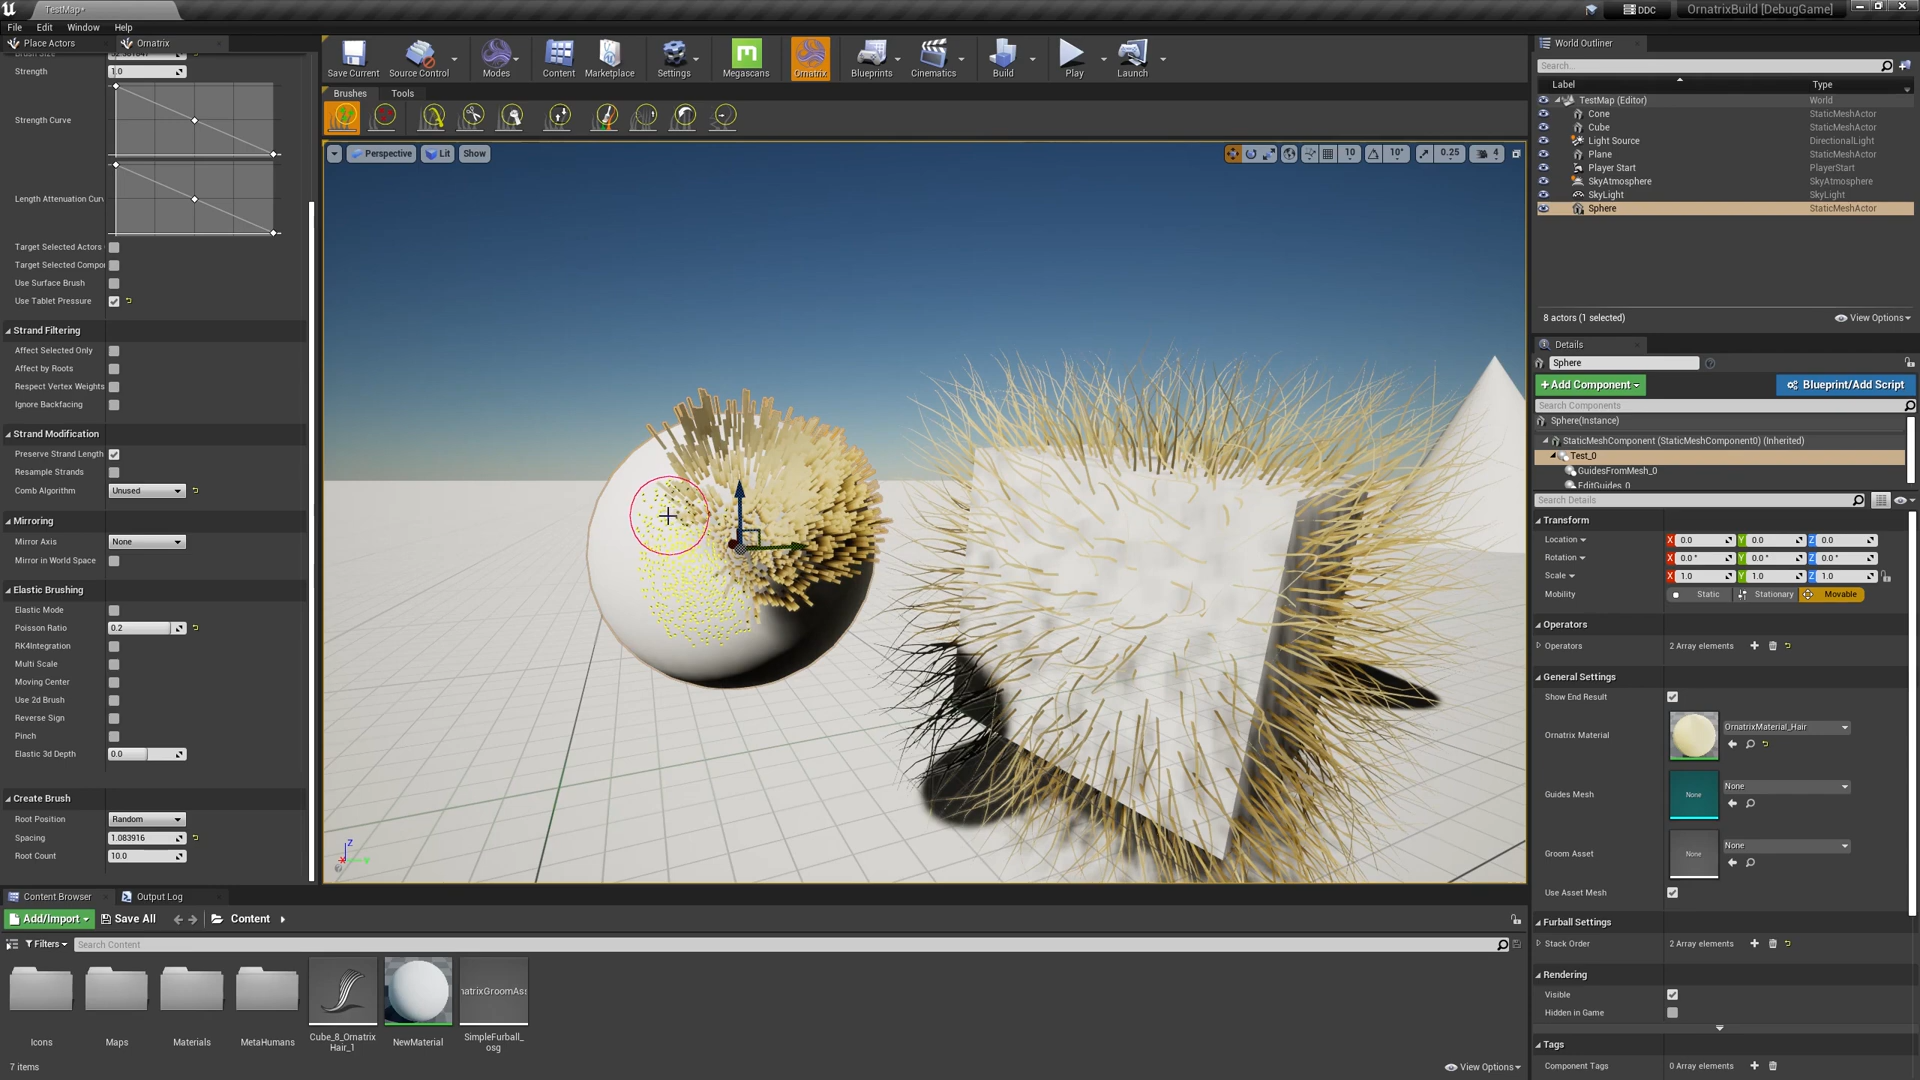 TestMap*
DDC
OrnatrixBuild [DebugGame]
File Edit Window Help
Place Actors
Ornatrix
Strength 1.0
Strength Curve
Length Attenuation Curv
Target Selected Actors
Target Selected Compo
Use Surface Brush
Use Tablet Pressure
Strand Filtering
Affect Selected Only
Affect by Roots
Respect Vertex Weights
Ignore Backfacing
Strand Modification
Preserve Strand Length
Resample Strands
Comb Algorithm Unused
Mirroring
Mirror Axis None
Mirror in World Space
Elastic Brushing
Elastic Mode
Poisson Ratio 0.2
RK4Integration
Multi Scale
Moving Center
Use 2d Brush
Reverse Sign
Pinch
Elastic 3d Depth 0.0
Create Brush
Root Position Random
Spacing 1.083916
Root Count 10.0
Save Current Source Control Modes Content Marketplace Settings Megascans Ornatrix Blueprints Cinematics Build Play Launch
Brushes Tools
Perspective Lit Show
10 10° 0.25 4
Z
World Outliner
Search...
Label Type
TestMap (Editor) World
Cone StaticMeshActor
Cube StaticMeshActor
Light Source DirectionalLight
Plane StaticMeshActor
Player Start PlayerStart
SkyAtmosphere SkyAtmosphere
SkyLight SkyLight
Sphere StaticMeshActor
8 actors (1 selected)
View Options
Details
Sphere
+Add Component
Blueprint/Add Script
Search Components
Sphere(Instance)
StaticMeshComponent (StaticMeshComponent0) (Inherited)
Test_0
GuidesFromMesh_0
EditGuides_0
Search Details
Transform
Location X 0.0 Y 0.0 Z 0.0
Rotation X 0.0° Y 0.0° Z 0.0°
Scale X 1.0 Y 1.0 Z 1.0
Mobility Static Stationary Movable
Operators
Operators 2 Array elements
General Settings
Show End Result
Ornatrix Material OrnatrixMaterial_Hair
Guides Mesh None None
Groom Asset None None
Use Asset Mesh
Furball Settings
Stack Order 2 Array elements
Rendering
Visible
Hidden in Game
Tags
Component Tags 0 Array elements
Content Browser
Output Log
Add/Import Save All Content
Filters Search Content
natrixGroomAss
Icons
Maps
Materials
MetaHumans
Cube_8_Ornatrix
Hair_1
NewMaterial
SimpleFurball_
osg
7 items
View Options